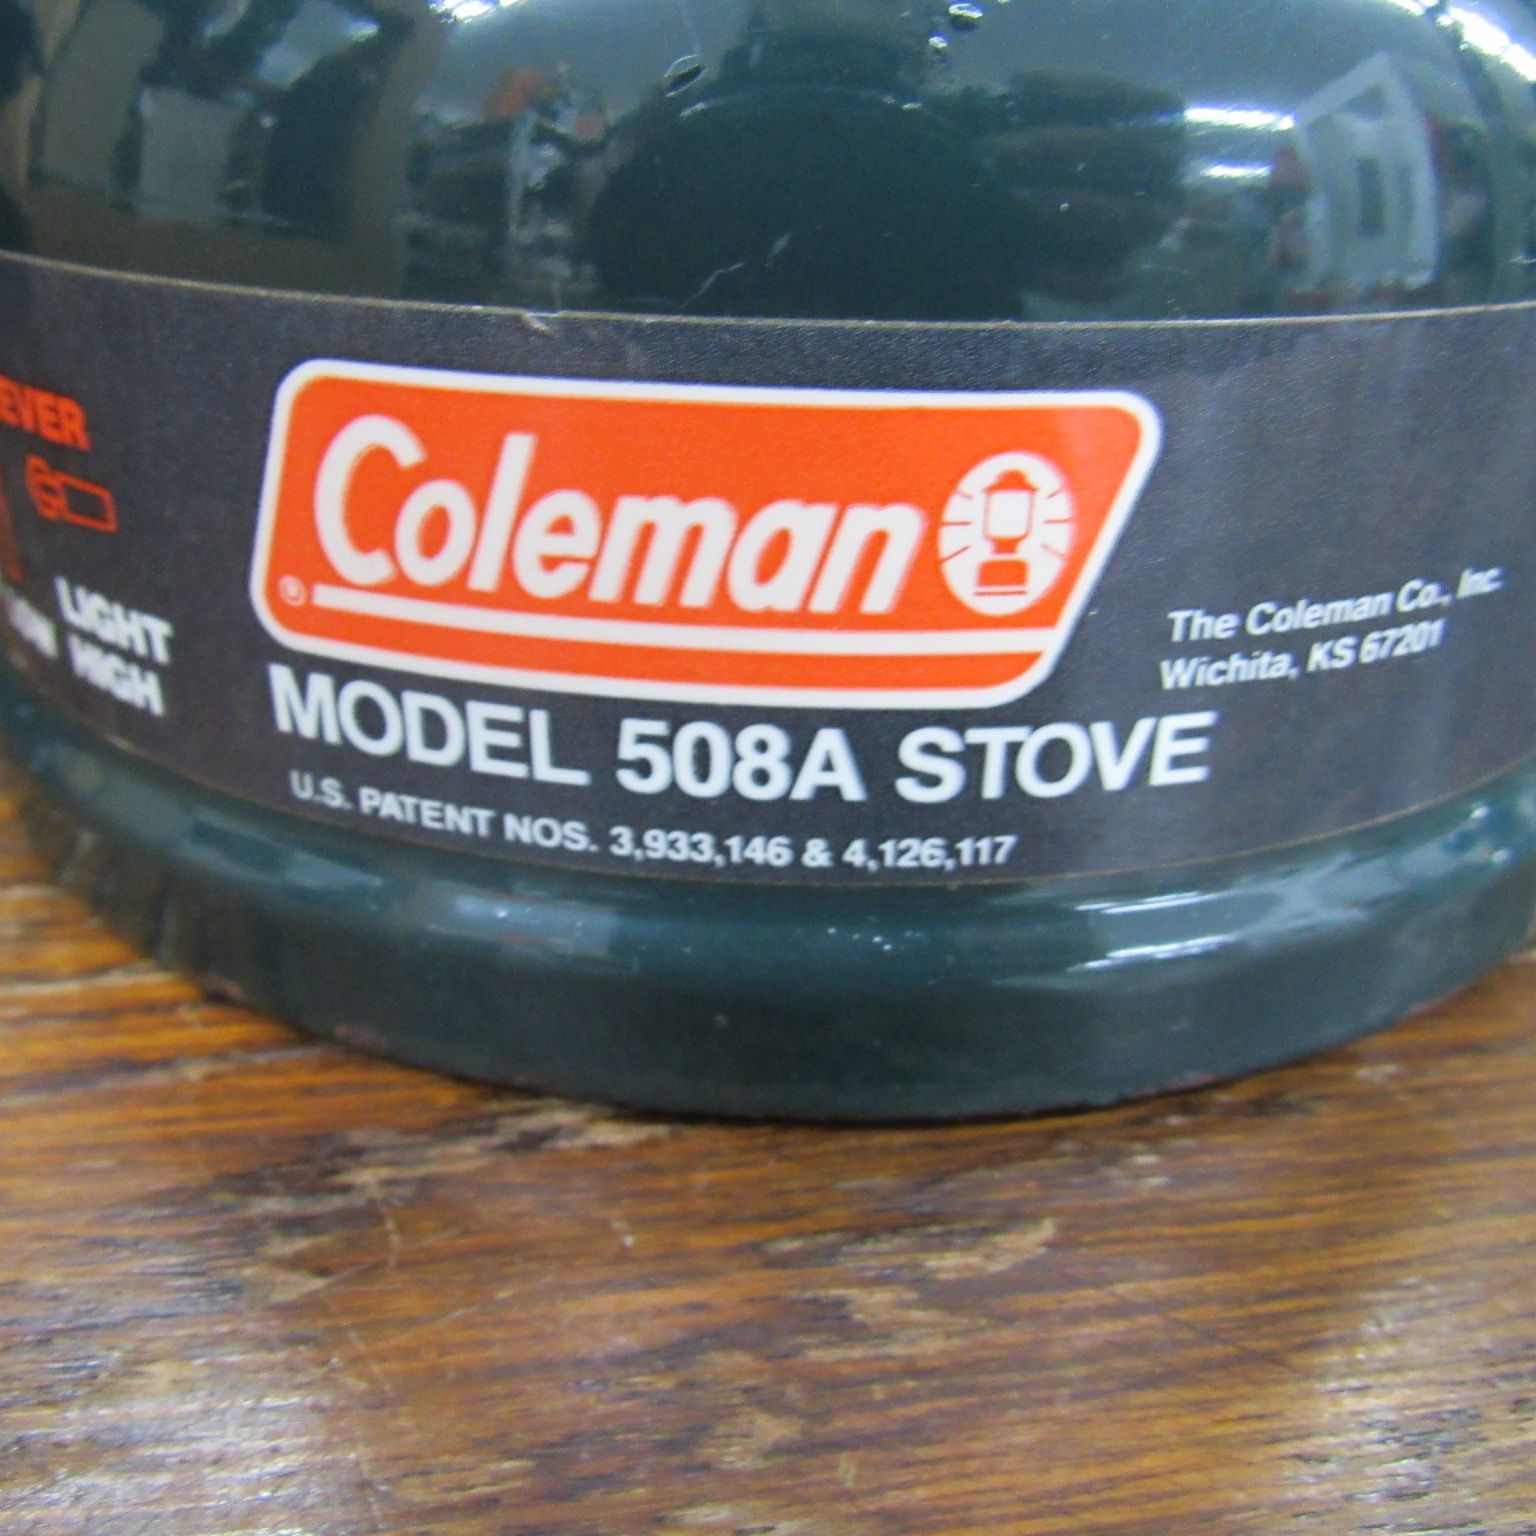 EVER
LIGHT
HIGH
Coleman
®
MODEL 508A STOVE
U.S. PATENT NOS. 3,933,146 & 4,126,117
The Coleman Co., Inc.
Wichita, KS 67201